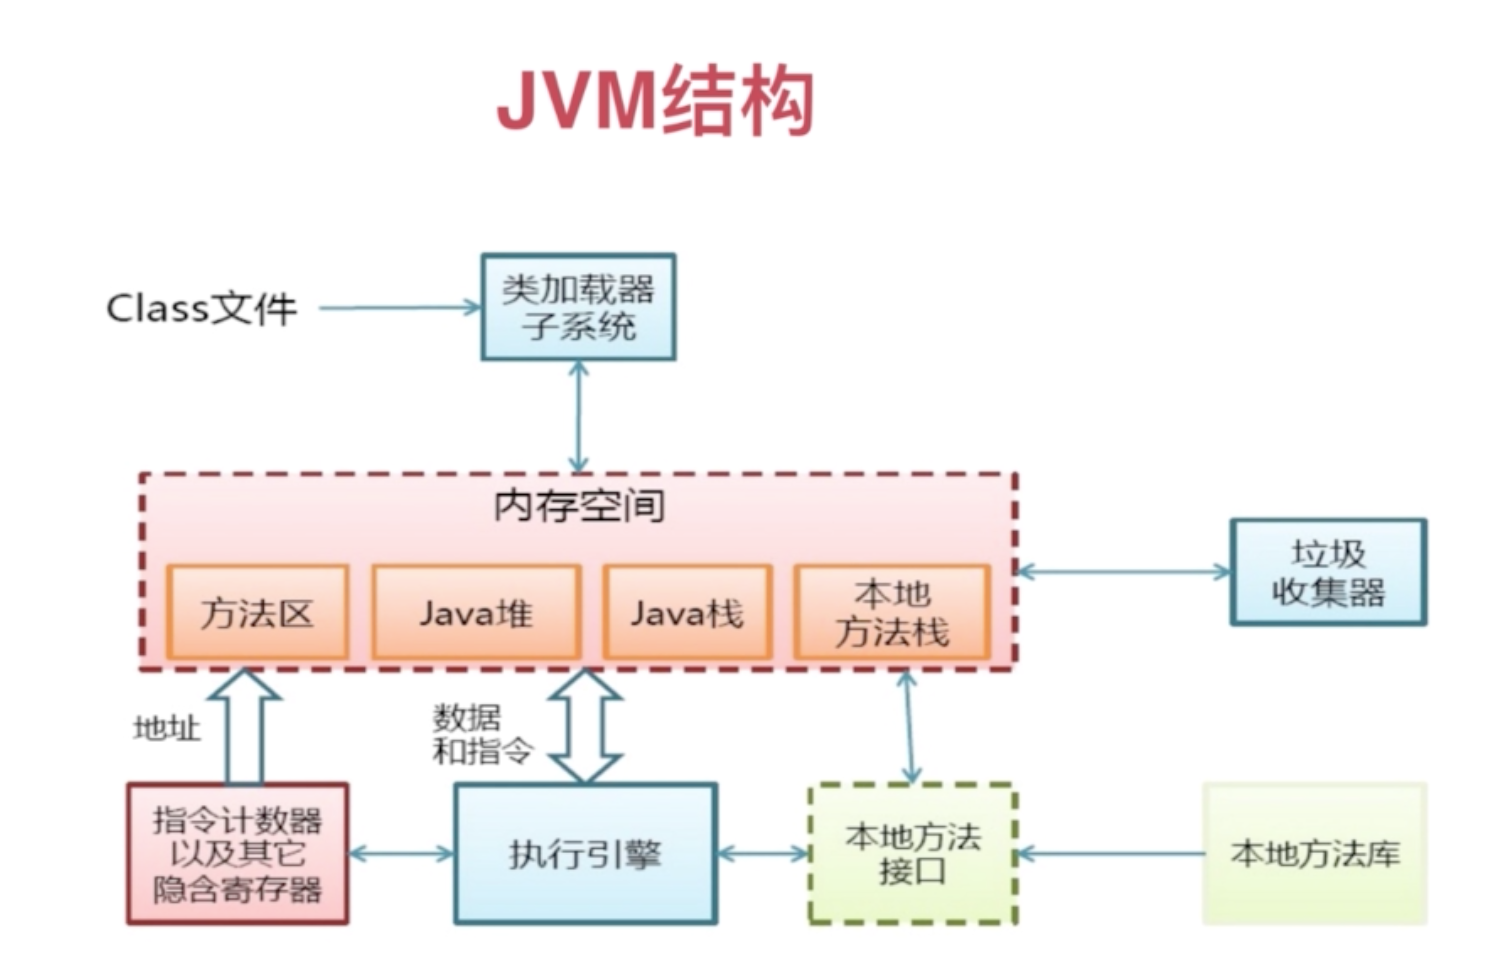 JVM结构
Class文件
类加载器
子系统
内存空间
方法区
Java堆
Java栈
本地
方法栈
垃圾
收集器
地址
数据
和指令
指令计数器
以及其它
隐含寄存器
执行引擎
本地方法
接口
本地方法库